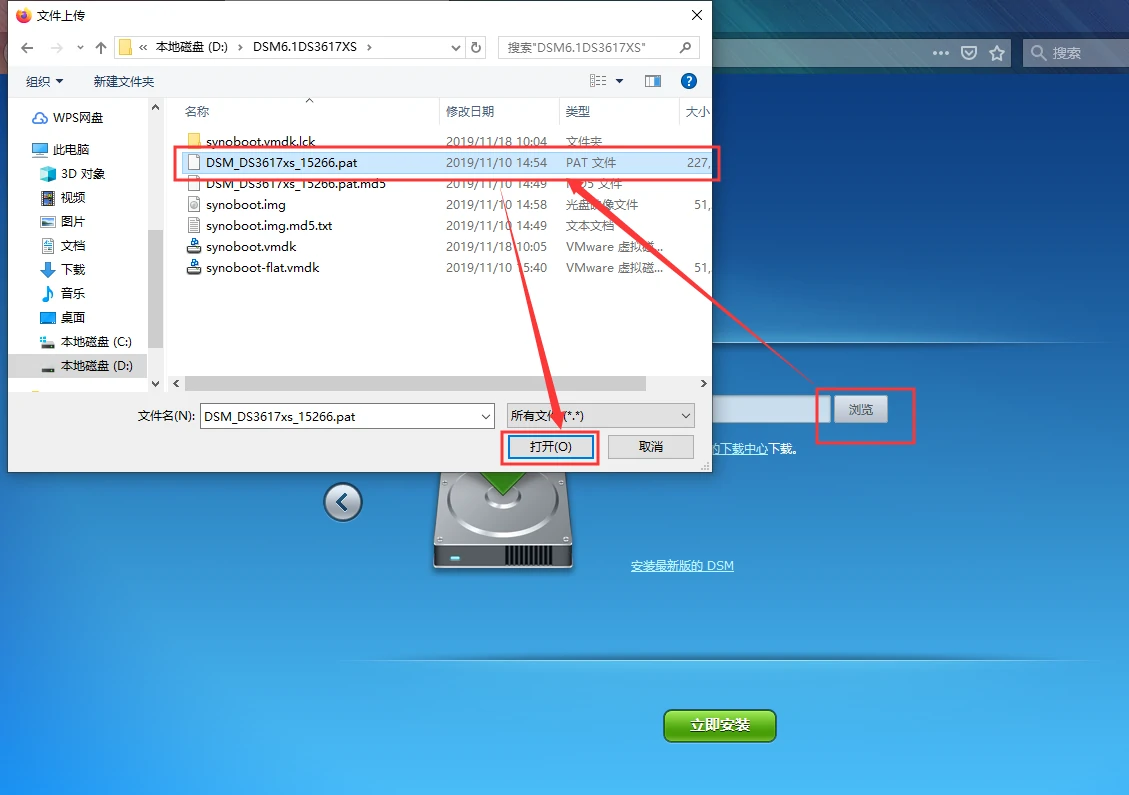 文件上传
« 本地磁盘 (D:) › DSM6.1DS3617XS ›
搜索"DSM6.1DS3617XS"
搜索
组织
新建文件夹
WPS网盘
此电脑
3D 对象
视频
图片
文档
下载
音乐
桌面
本地磁盘 (C:)
本地磁盘 (D:)
名称 修改日期 类型 大小
synoboot.vmdk.lck 2019/11/18 10:04 文件夹
DSM_DS3617xs_15266.pat 2019/11/10 14:54 PAT 文件 227,
DSM_DS3617xs_15266.pat.md5 2019/11/10 14:49 MD5 文件
synoboot.img 2019/11/10 14:58 光盘映像文件 51,
synoboot.img.md5.txt 2019/11/10 14:49 文本文档
synoboot.vmdk 2019/11/18 10:05 VMware 虚拟磁...
synoboot-flat.vmdk 2019/11/10 15:40 VMware 虚拟磁... 51,
文件名(N): DSM_DS3617xs_15266.pat
所有文件 (*.*)
打开(O)
取消
浏览
的下载中心下载。
安装最新版的 DSM
立即安装